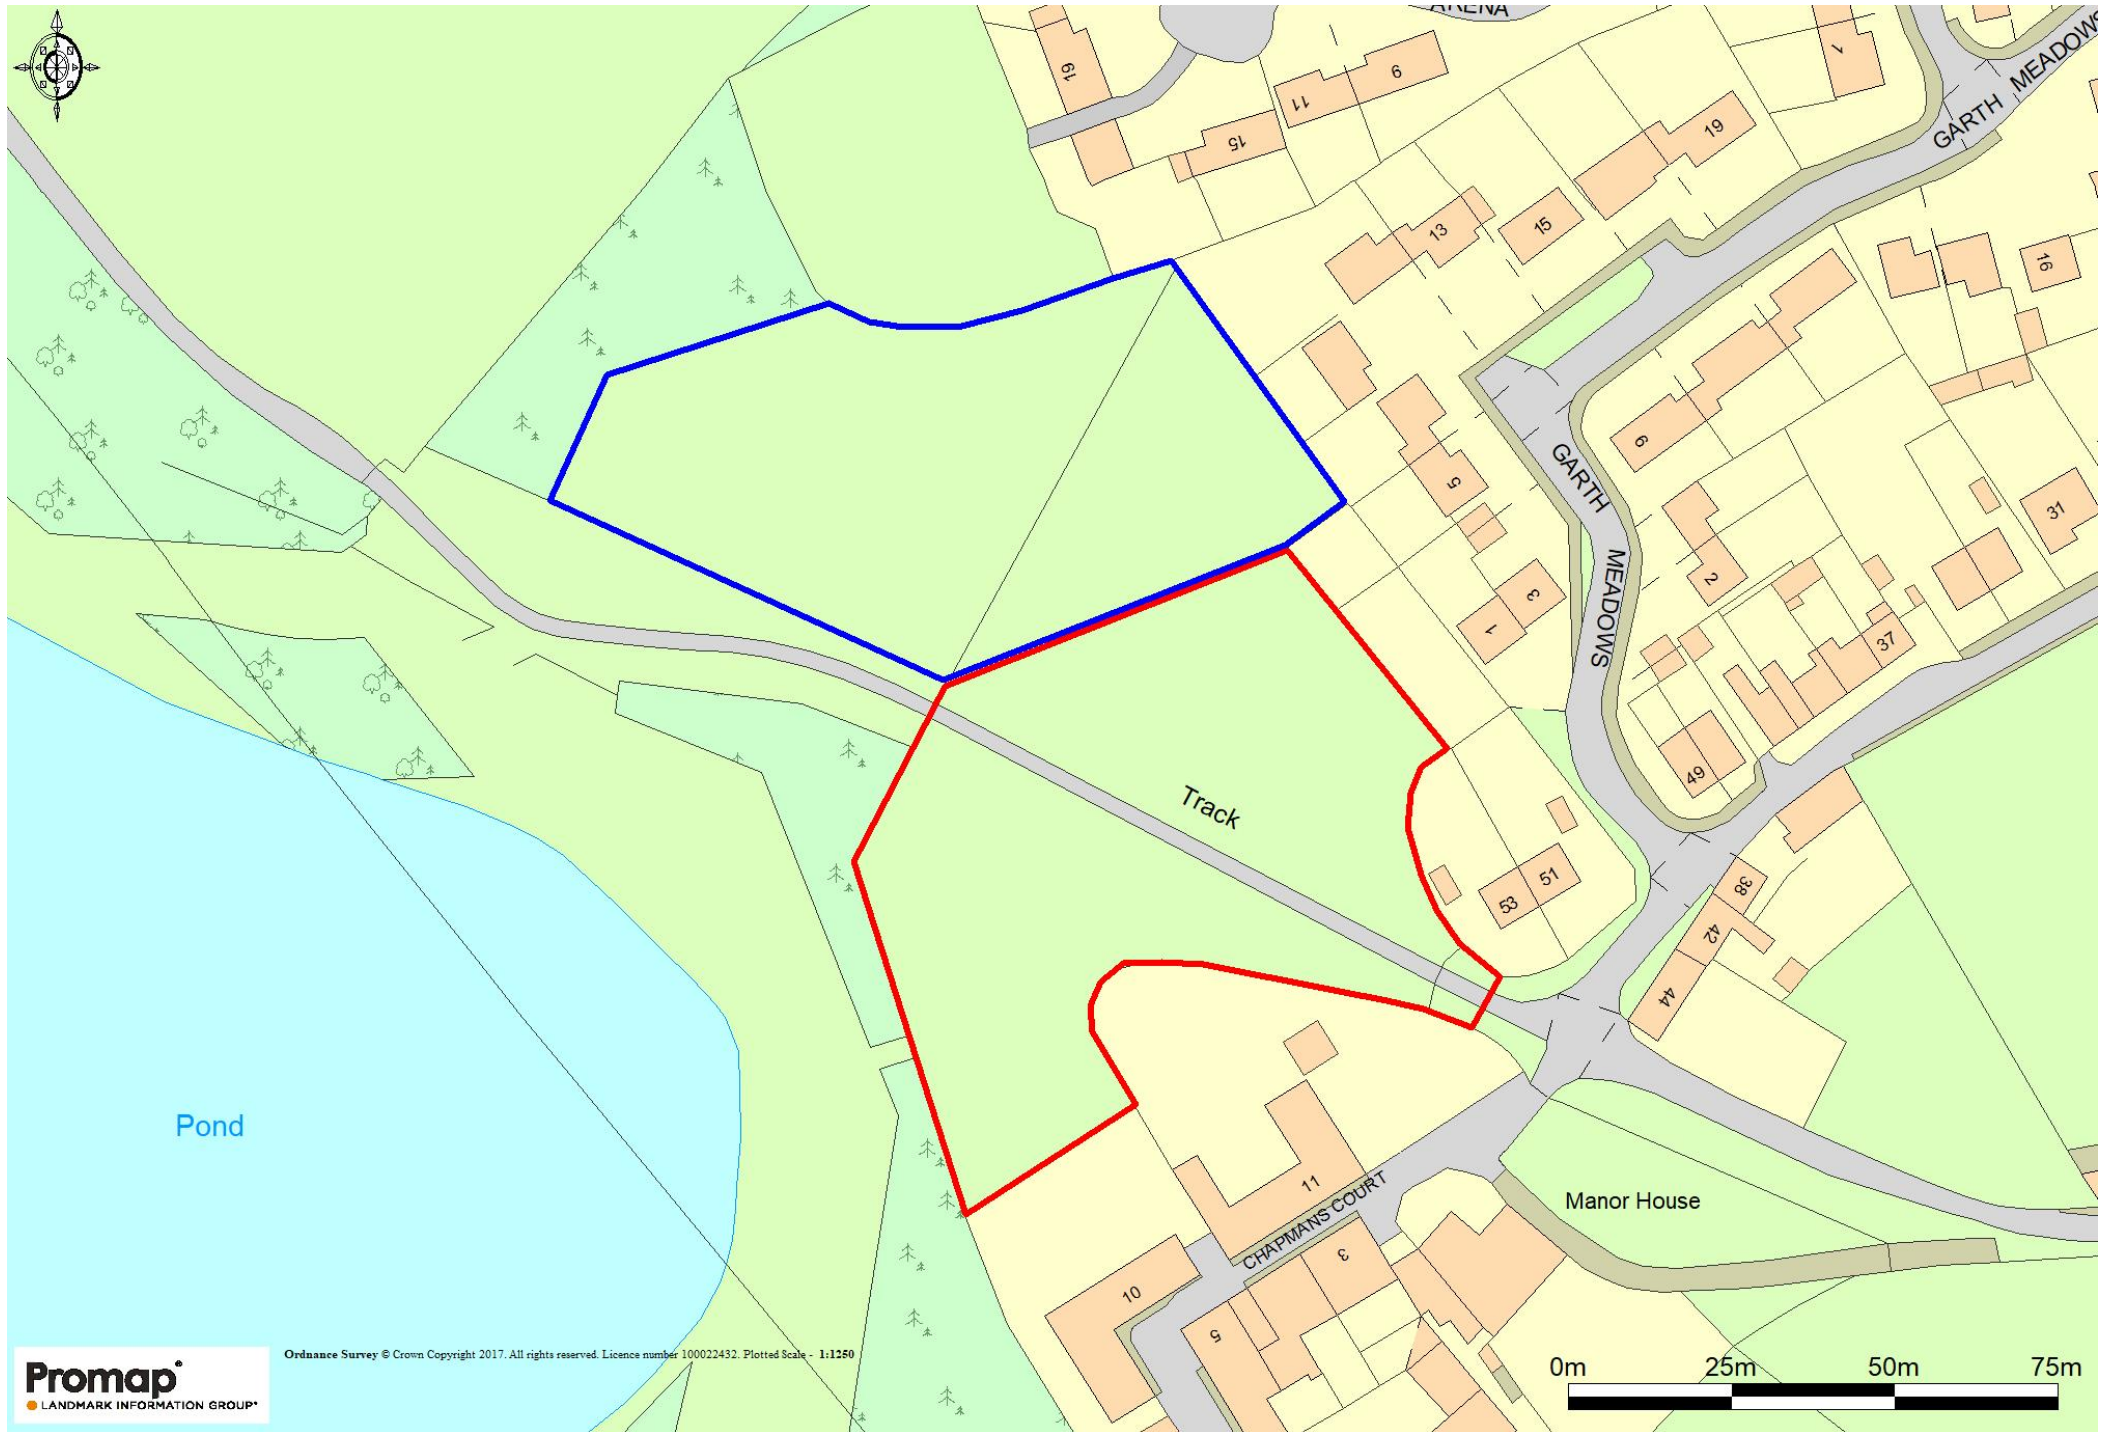 ARENA
19
11
9
15
1
GARTH MEADOWS
19
13
15
16
9
5
GARTH
MEADOWS
31
2
3
1
37
49
Track
51
53
38
42
44
Pond
11
CHAPMANS COURT
Manor House
3
10
5
Promap®
LANDMARK INFORMATION GROUP®
Ordnance Survey © Crown Copyright 2017. All rights reserved. Licence number 100022432. Plotted Scale - 1:1250
0m 25m 50m 75m